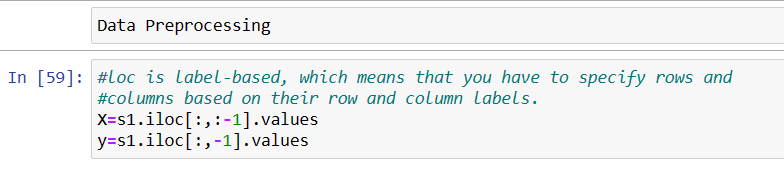 Data Preprocessing
In [59]: #loc is label-based, which means that you have to specify rows and
#columns based on their row and column labels.
X=s1.iloc[:,:-1].values
y=s1.iloc[:,-1].values